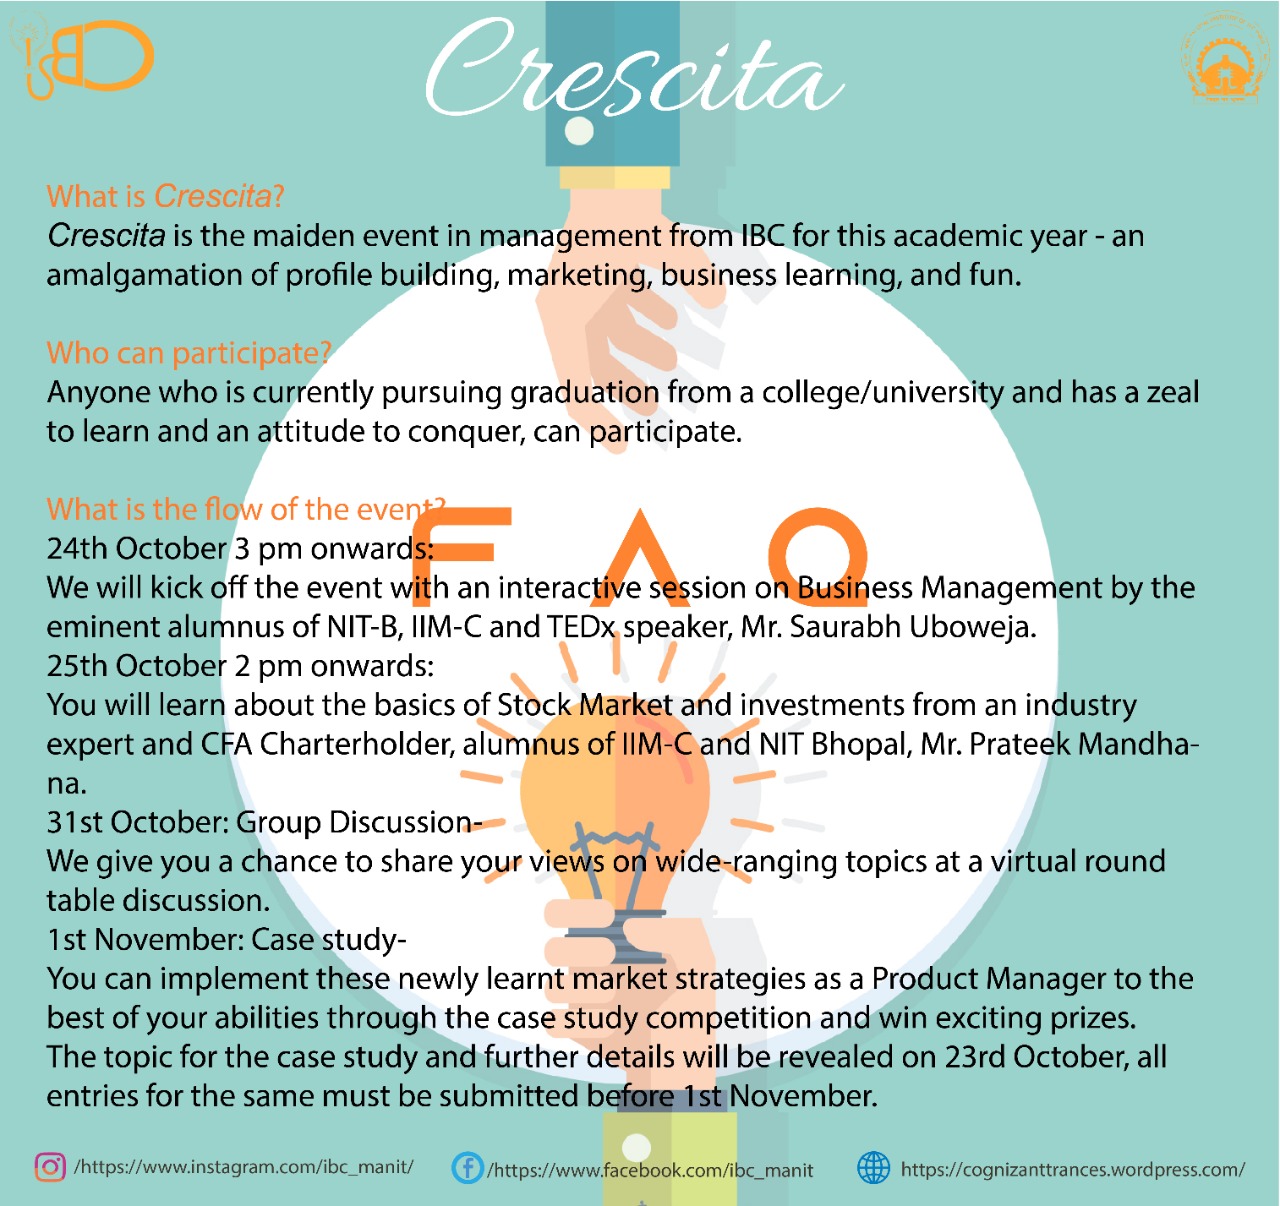 Crescita
What is Crescita?
Crescita is the maiden event in management from IBC for this academic year - an
amalgamation of profile building, marketing, business learning, and fun.
Who can participate?
Anyone who is currently pursuing graduation from a college/university and has a zeal
to learn and an attitude to conquer, can participate.
What is the flow of the event?
FAQ
24th October 3 pm onwards:
We will kick off the event with an interactive session on Business Management by the
eminent alumnus of NIT-B, IIM-C and TEDx speaker, Mr. Saurabh Uboweja.
25th October 2 pm onwards:
You will learn about the basics of Stock Market and investments from an industry
expert and CFA Charterholder, alumnus of IIM-C and NIT Bhopal, Mr. Prateek Mandha-
na.
31st October: Group Discussion-
We give you a chance to share your views on wide-ranging topics at a virtual round
table discussion.
1st November: Case study-
You can implement these newly learnt market strategies as a Product Manager to the
best of your abilities through the case study competition and win exciting prizes.
The topic for the case study and further details will be revealed on 23rd October, all
entries for the same must be submitted before 1st November.
/https://www.instagram.com/ibc_manit/
/https://www.facebook.com/ibc_manit
https://cognizanttrances.wordpress.com/